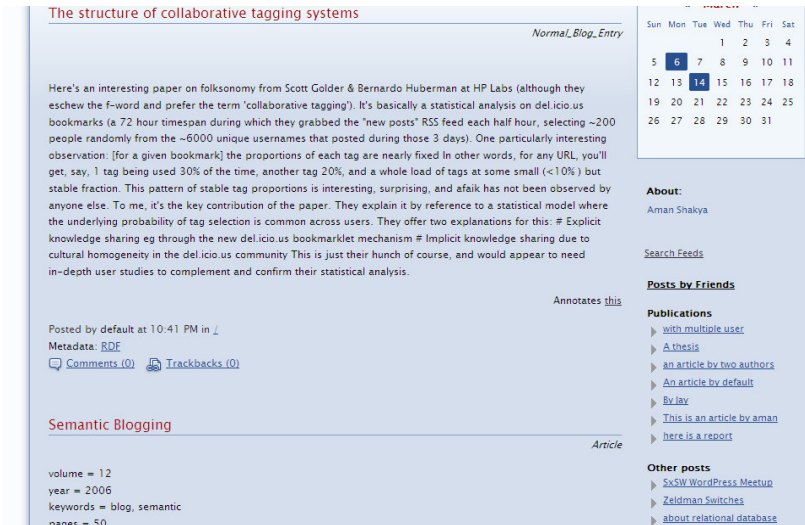 The structure of collaborative tagging systems
Normal_Blog_Entry
Here's an interesting paper on folksonomy from Scott Golder & Bernardo Huberman at HP Labs (although they
eschew the f-word and prefer the term 'collaborative tagging'). It's basically a statistical analysis on del.icio.us
bookmarks (a 72 hour timespan during which they grabbed the "new posts" RSS feed each half hour, selecting ~200
people randomly from the ~6000 unique usernames that posted during those 3 days). One particularly interesting
observation: [for a given bookmark] the proportions of each tag are nearly fixed In other words, for any URL, you'll
get, say, 1 tag being used 30% of the time, another tag 20%, and a whole load of tags at some small (<10% ) but
stable fraction. This pattern of stable tag proportions is interesting, surprising, and afaik has not been observed by
anyone else. To me, it's the key contribution of the paper. They explain it by reference to a statistical model where
the underlying probability of tag selection is common across users. They offer two explanations for this: # Explicit
knowledge sharing eg through the new del.icio.us bookmarklet mechanism # Implicit knowledge sharing due to
cultural homogeneity in the del.icio.us community This is just their hunch of course, and would appear to need
in-depth user studies to complement and confirm their statistical analysis.
Annotates this
Posted by default at 10:41 PM in /
Metadata: RDF
Comments (0) Trackbacks (0)
Semantic Blogging
Article
volume = 12
year = 2006
keywords = blog, semantic
pages = 50
« March »
Sun Mon Tue Wed Thu Fri Sat
1 2 3 4
5 6 7 8 9 10 11
12 13 14 15 16 17 18
19 20 21 22 23 24 25
26 27 28 29 30 31
About:
Aman Shakya
Search Feeds
Posts by Friends
Publications
with multiple user
A thesis
an article by two authors
An article by default
By Jay
This is an article by aman
here is a report
Other posts
SxSW WordPress Meetup
Zeldman Switches
about relational database